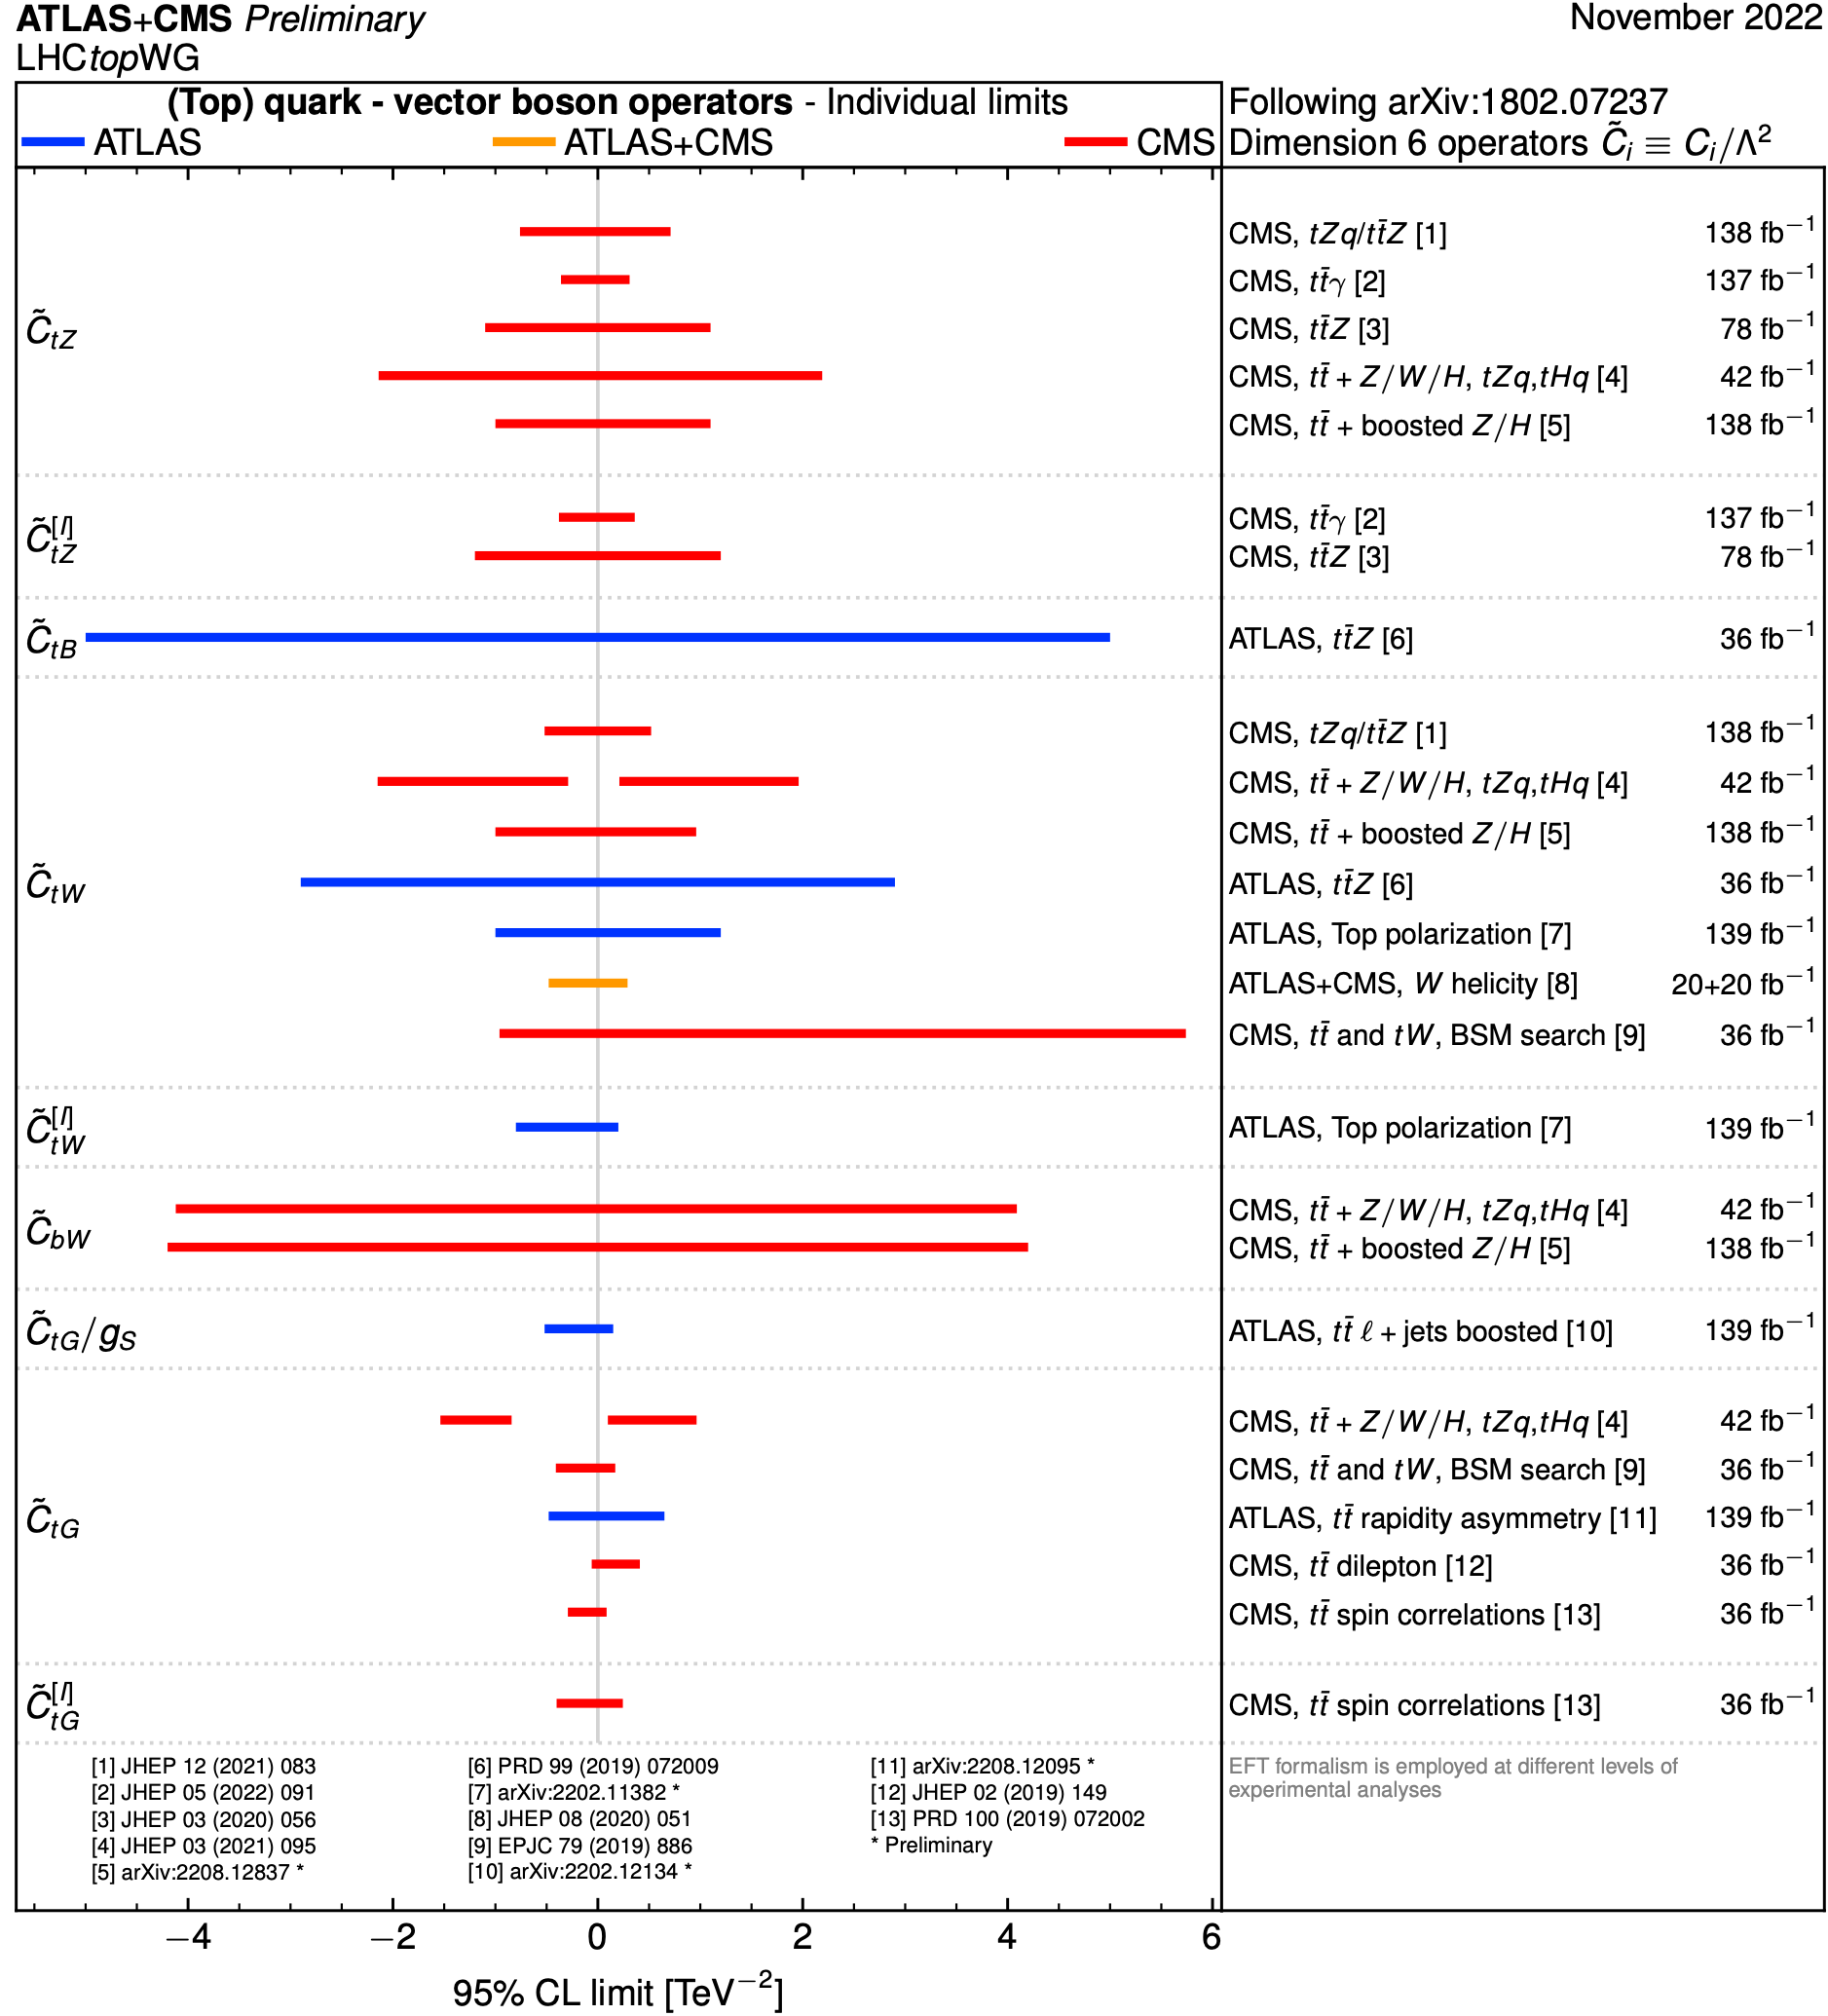 ATLAS+CMS Preliminary November 2022
LHCtopWG
(Top) quark - vector boson operators - Individual limits
ATLAS ATLAS+CMS CMS
Following arXiv:1802.07237
Dimension 6 operators C̃ᵢ ≡ Cᵢ/Λ²
C̃tZ
CMS, tZq/tt̄Z [1] 138 fb⁻¹
CMS, tt̄γ [2] 137 fb⁻¹
CMS, tt̄Z [3] 78 fb⁻¹
CMS, tt̄ + Z/W/H, tZq,tHq [4] 42 fb⁻¹
CMS, tt̄ + boosted Z/H [5] 138 fb⁻¹
C̃tZ[I]
CMS, tt̄γ [2] 137 fb⁻¹
CMS, tt̄Z [3] 78 fb⁻¹
C̃tB
ATLAS, tt̄Z [6] 36 fb⁻¹
C̃tW
CMS, tZq/tt̄Z [1] 138 fb⁻¹
CMS, tt̄ + Z/W/H, tZq,tHq [4] 42 fb⁻¹
CMS, tt̄ + boosted Z/H [5] 138 fb⁻¹
ATLAS, tt̄Z [6] 36 fb⁻¹
ATLAS, Top polarization [7] 139 fb⁻¹
ATLAS+CMS, W helicity [8] 20+20 fb⁻¹
CMS, tt̄ and tW, BSM search [9] 36 fb⁻¹
C̃tW[I]
ATLAS, Top polarization [7] 139 fb⁻¹
C̃bW
CMS, tt̄ + Z/W/H, tZq,tHq [4] 42 fb⁻¹
CMS, tt̄ + boosted Z/H [5] 138 fb⁻¹
C̃tG/gS
ATLAS, tt̄ ℓ + jets boosted [10] 139 fb⁻¹
C̃tG
CMS, tt̄ + Z/W/H, tZq,tHq [4] 42 fb⁻¹
CMS, tt̄ and tW, BSM search [9] 36 fb⁻¹
ATLAS, tt̄ rapidity asymmetry [11] 139 fb⁻¹
CMS, tt̄ dilepton [12] 36 fb⁻¹
CMS, tt̄ spin correlations [13] 36 fb⁻¹
C̃tG[I]
CMS, tt̄ spin correlations [13] 36 fb⁻¹
[1] JHEP 12 (2021) 083
[2] JHEP 05 (2022) 091
[3] JHEP 03 (2020) 056
[4] JHEP 03 (2021) 095
[5] arXiv:2208.12837 *
[6] PRD 99 (2019) 072009
[7] arXiv:2202.11382 *
[8] JHEP 08 (2020) 051
[9] EPJC 79 (2019) 886
[10] arXiv:2202.12134 *
[11] arXiv:2208.12095 *
[12] JHEP 02 (2019) 149
[13] PRD 100 (2019) 072002
* Preliminary
EFT formalism is employed at different levels of
experimental analyses
−4 −2 0 2 4 6
95% CL limit [TeV⁻²]